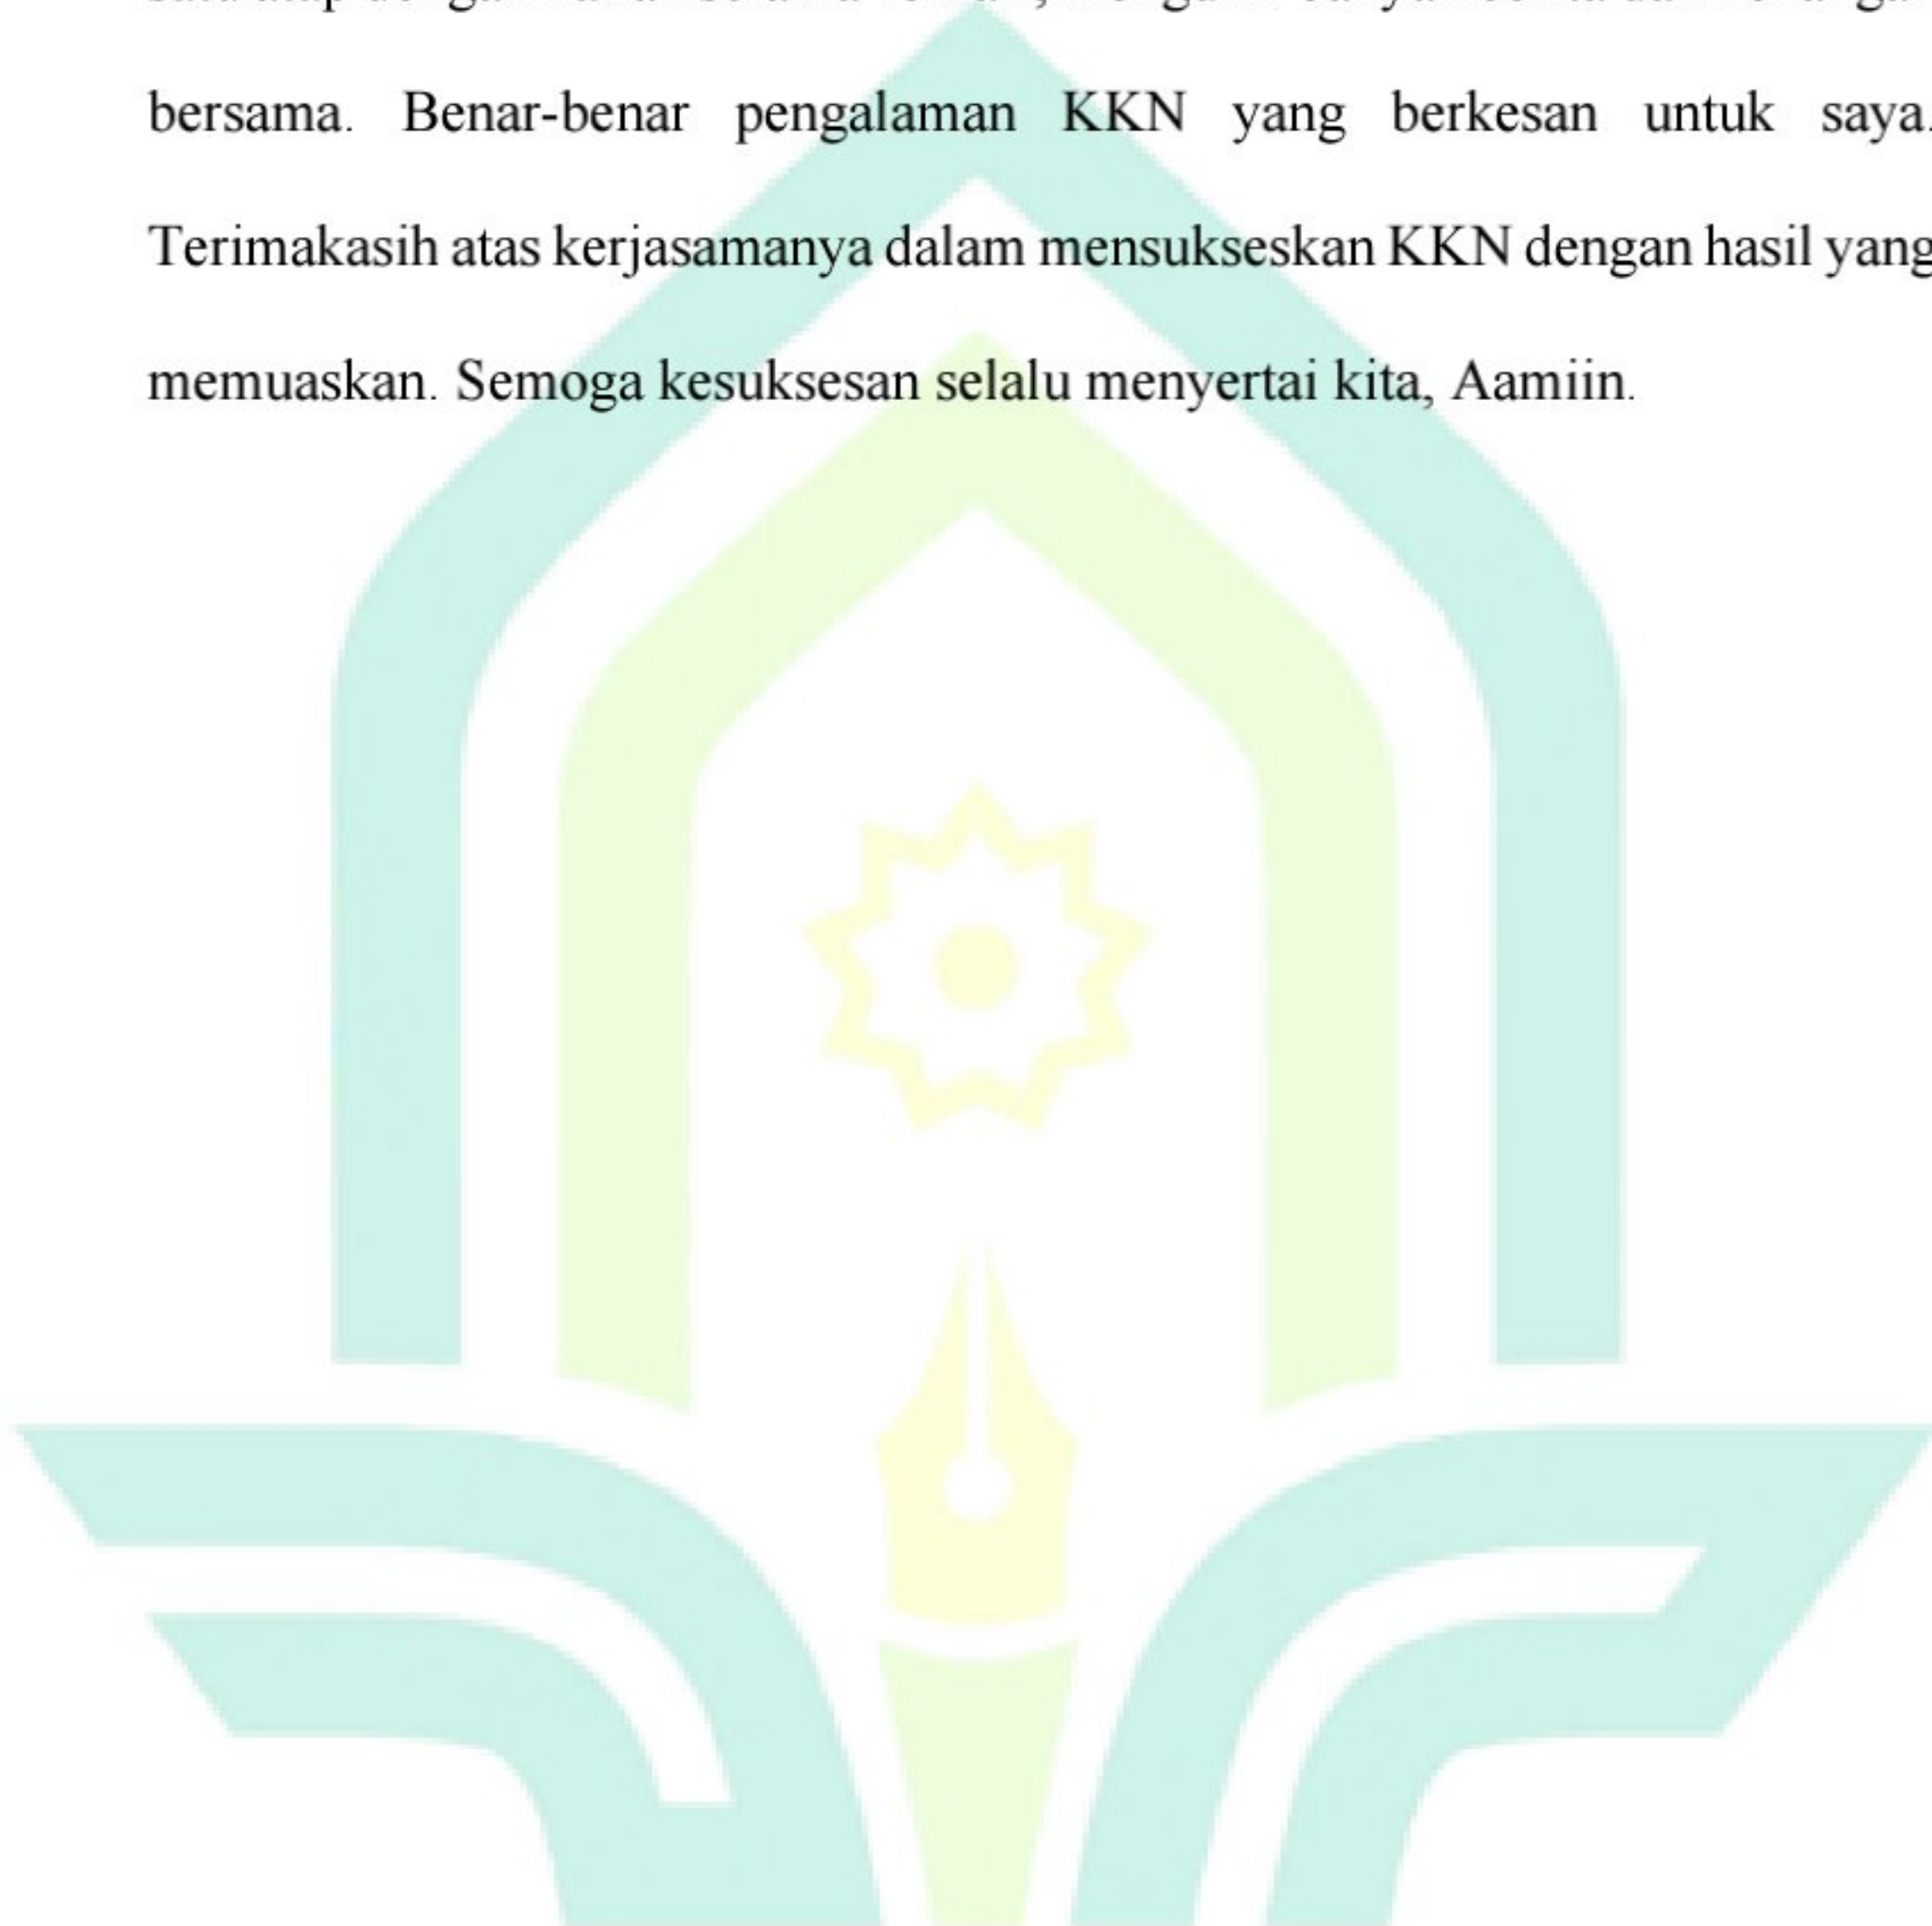 bersama. Benar-benar pengalaman KKN yang berkesan untuk saya.
Terimakasih atas kerjasamanya dalam mensukseskan KKN dengan hasil yang
memuaskan. Semoga kesuksesan selalu menyertai kita, Aamiin.